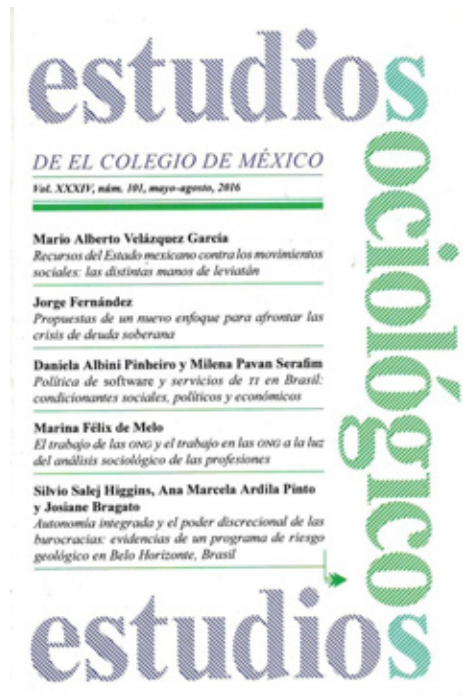 estudios
sociológicos
DE EL COLEGIO DE MÉXICO
Vol. XXXIV, núm. 101, mayo-agosto, 2016
Mario Alberto Velázquez García
Recursos del Estado mexicano contra los movimientos
sociales: las distintas manos de leviatán
Jorge Fernández
Propuestas de un nuevo enfoque para afrontar las
crisis de deuda soberana
Daniela Albini Pinheiro y Milena Pavan Serafim
Política de software y servicios de TI en Brasil:
condicionantes sociales, políticos y económicos
Marina Félix de Melo
El trabajo de las ONG y el trabajo en las ONG a la luz
del análisis sociológico de las profesiones
Silvio Salej Higgins, Ana Marcela Ardila Pinto
y Josiane Bragato
Autonomía integrada y el poder discrecional de las
burocracias: evidencias de un programa de riesgo
geológico en Belo Horizonte, Brasil
estudios